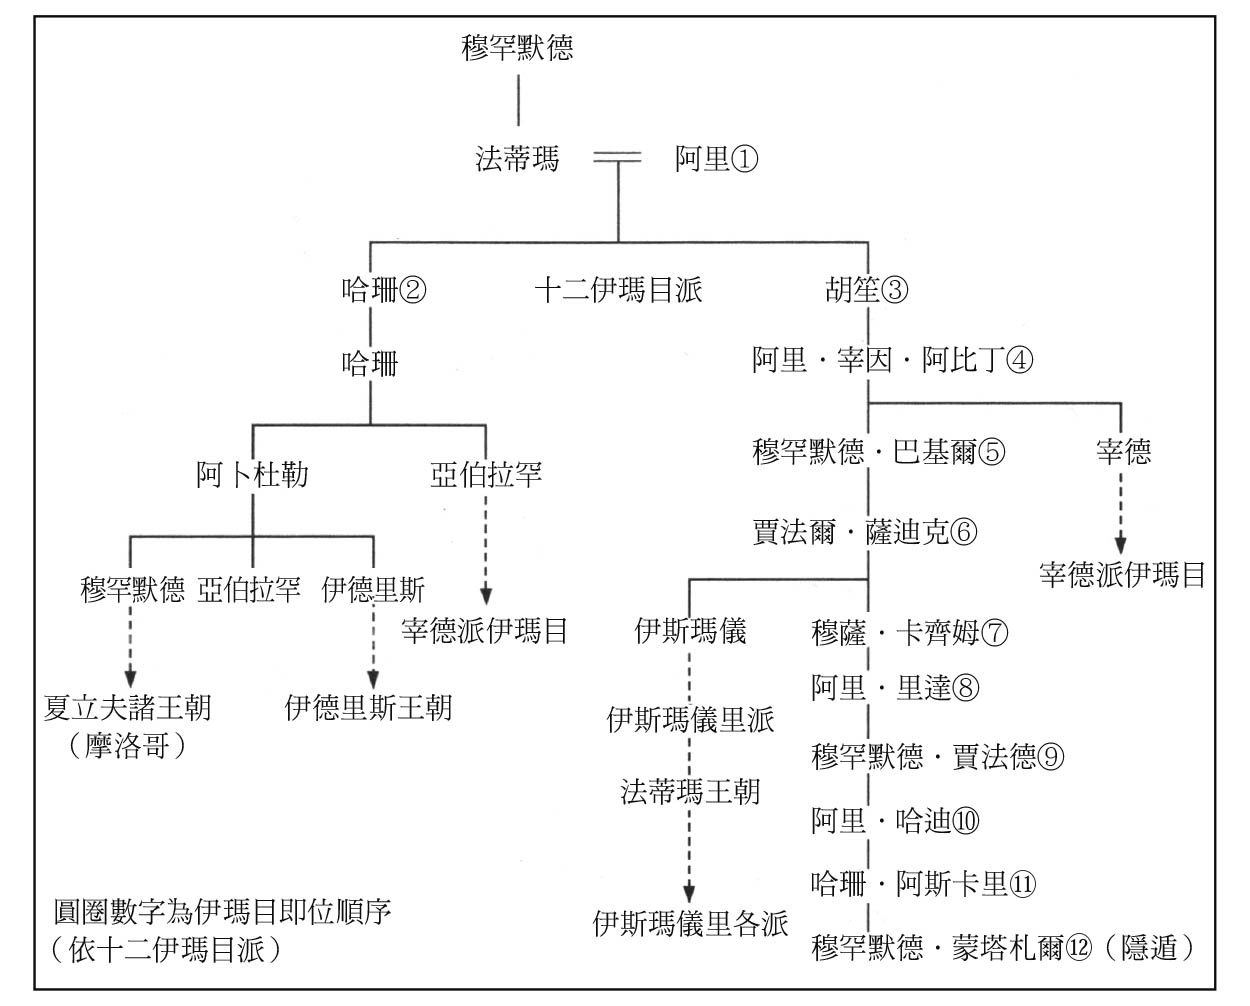 穆罕默德
法蒂瑪 阿里①
哈珊② 十二伊瑪目派 胡笙③
哈珊 阿里・宰因・阿比丁④
穆罕默德・巴基爾⑤ 宰德
阿卜杜勒 亞伯拉罕
賈法爾・薩迪克⑥
宰德派伊瑪目
穆罕默德 亞伯拉罕 伊德里斯
宰德派伊瑪目 伊斯瑪儀 穆薩・卡齊姆⑦
阿里・里達⑧
夏立夫諸王朝 伊德里斯王朝 伊斯瑪儀里派
（摩洛哥） 穆罕默德・賈法德⑨
法蒂瑪王朝
阿里・哈迪⑩
哈珊・阿斯卡里⑪
圓圈數字為伊瑪目即位順序 伊斯瑪儀里各派
（依十二伊瑪目派） 穆罕默德・蒙塔札爾⑫（隱遁）